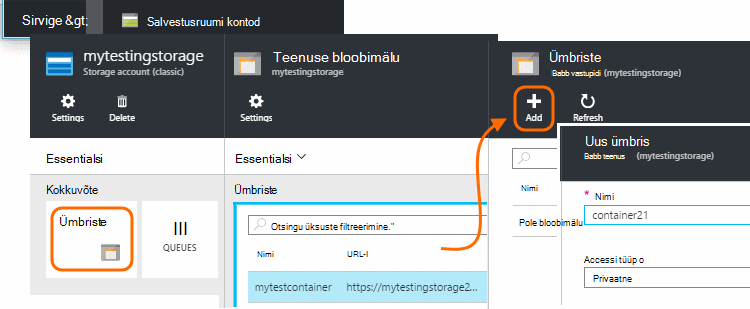 Sirvige &gt;
Salvestusruumi kontod
mytestingstorage
Storage account (classic)
Settings
Delete
Essentialsi
Kokkuvõte
Ümbriste
QUEUES
Teenuse bloobimälu
mytestingstorage
Settings
Essentialsi
Ümbriste
Otsingu üksuste filtreerimine."
Nimi
URL-I
mytestcontainer
https://mytestingstorage2...
Ümbriste
Babb vastupidi (mytestingstorage)
Add
Refresh
Nimi
Pole bloobimälu
Uus ümbris
Babb teenus (mytestingstorage)
* Nimi
container21
Accessi tüüp o
Privaatne